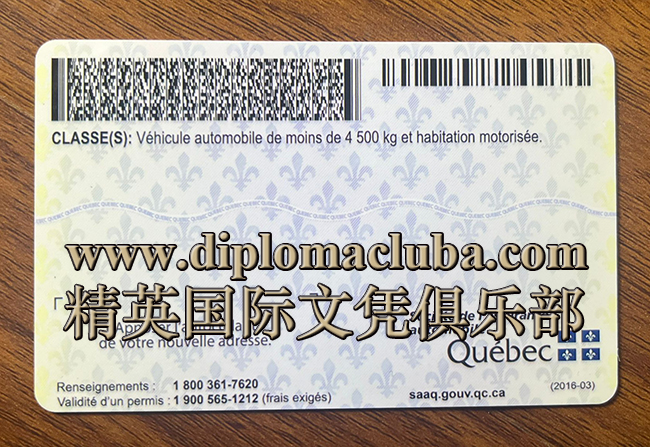 CLASSE(S): Véhicule automobile de moins de 4 500 kg et habitation motorisée.
www.diplomacluba.com
精英国际文凭俱乐部
de votre nouvelle adresse.
Québec
Renseignements : 1 800 361-7620
Validité d'un permis : 1 900 565-1212 (frais exigés)
saaq.gouv.qc.ca
(2016-03)